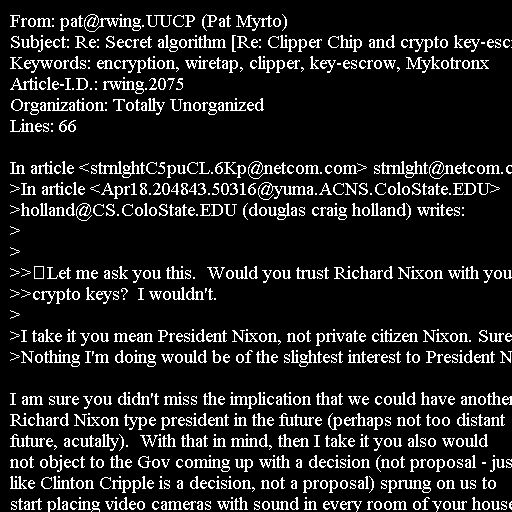 From: pat@rwing.UUCP (Pat Myrto)
Subject: Re: Secret algorithm [Re: Clipper Chip and crypto key-escr
Keywords: encryption, wiretap, clipper, key-escrow, Mykotronx
Article-I.D.: rwing.2075
Organization: Totally Unorganized
Lines: 66

In article <strnlghtC5puCL.6Kp@netcom.com> strnlght@netcom.c
>In article <Apr18.204843.50316@yuma.ACNS.ColoState.EDU>
>holland@CS.ColoState.EDU (douglas craig holland) writes:
>
>
>>□Let me ask you this.  Would you trust Richard Nixon with you
>>crypto keys?  I wouldn't.
>
>I take it you mean President Nixon, not private citizen Nixon. Sure
>Nothing I'm doing would be of the slightest interest to President N

I am sure you didn't miss the implication that we could have another
Richard Nixon type president in the future (perhaps not too distant
future, acutally).  With that in mind, then I take it you also would
not object to the Gov coming up with a decision (not proposal - jus
like Clinton Cripple is a decision, not a proposal) sprung on us to
start placing video cameras with sound in every room of your house